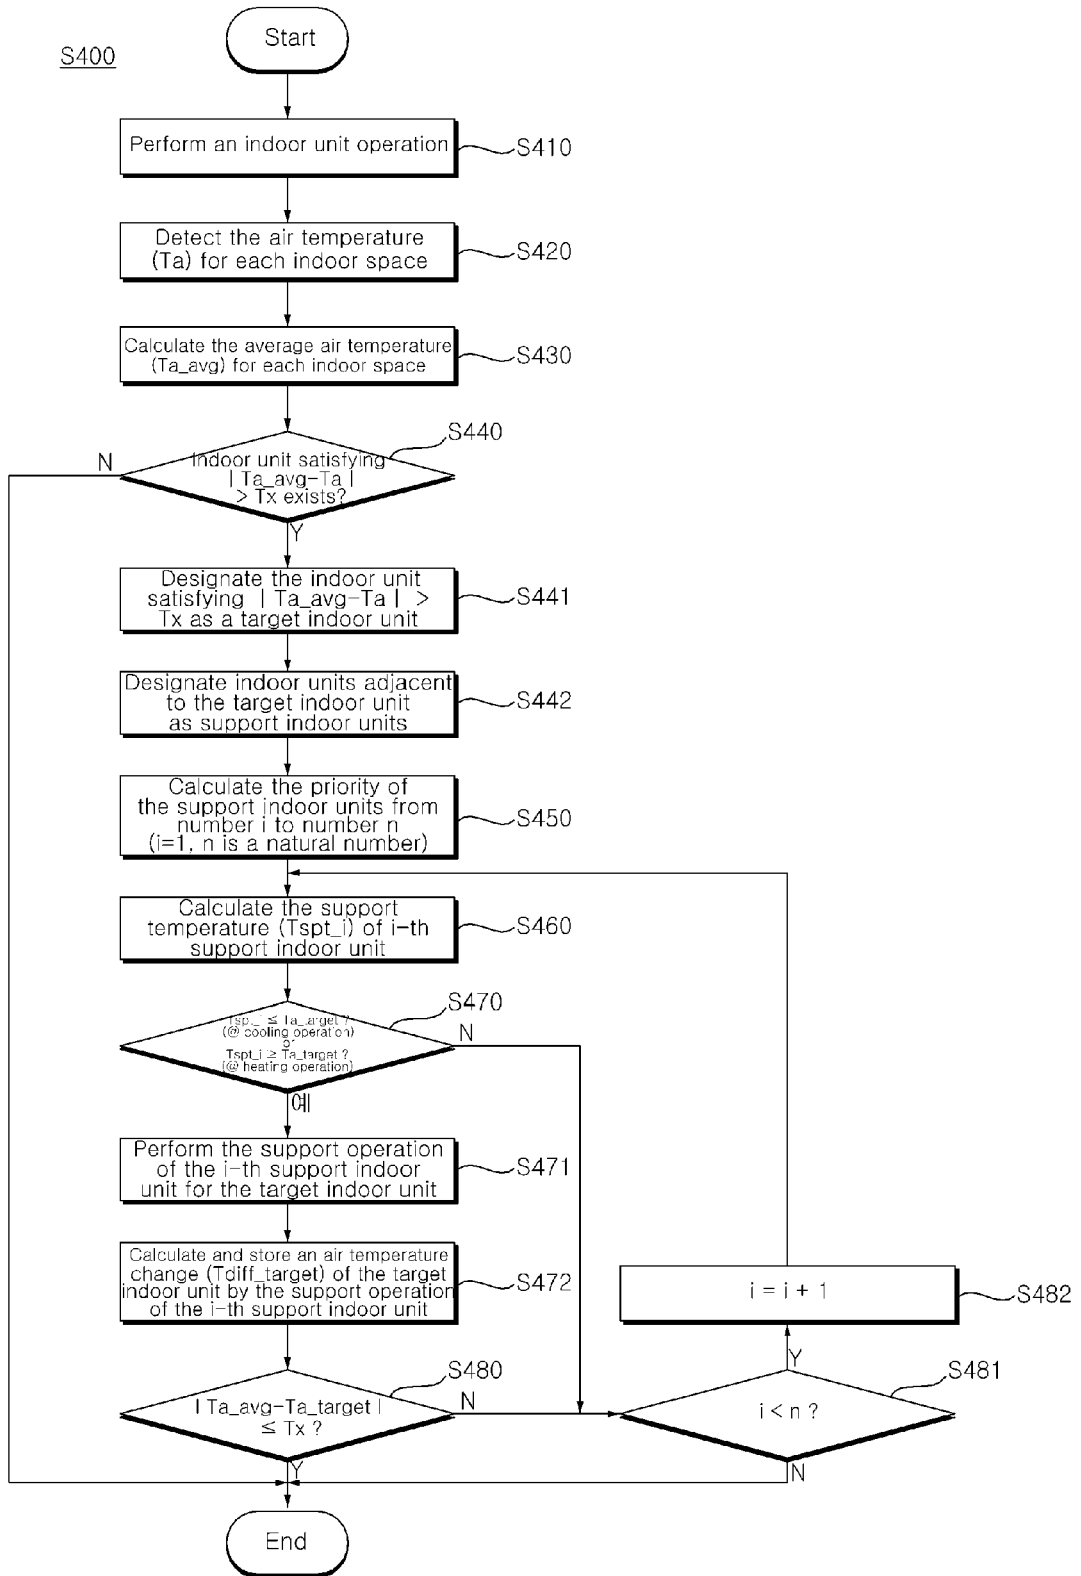 Start
S400
Perform an indoor unit operation
S410
Detect the air temperature
(Ta) for each indoor space
S420
Calculate the average air temperature
(Ta_avg) for each indoor space
S430
S440
N
Indoor unit satisfying
| Ta_avg-Ta |
> Tx exists?
Y
Designate the indoor unit
satisfying | Ta_avg-Ta | >
Tx as a target indoor unit
S441
Designate indoor units adjacent
to the target indoor unit
as support indoor units
S442
Calculate the priority of
the support indoor units from
number i to number n
(i=1, n is a natural number)
S450
Calculate the support
temperature (Tspt_i) of i-th
support indoor unit
S460
S470
≤ Ta_target ?
(@ cooling operation)
or
Tspt_i ≥ Ta_target ?
(@ heating operation)
N
예
Perform the support operation
of the i-th support indoor
unit for the target indoor unit
S471
Calculate and store an air temperature
change (Tdiff_target) of the target
indoor unit by the support operation
of the i-th support indoor unit
S472
i = i + 1
S482
S480
Y
S481
| Ta_avg-Ta_target |
≤ Tx ?
N
i < n ?
Y
N
End